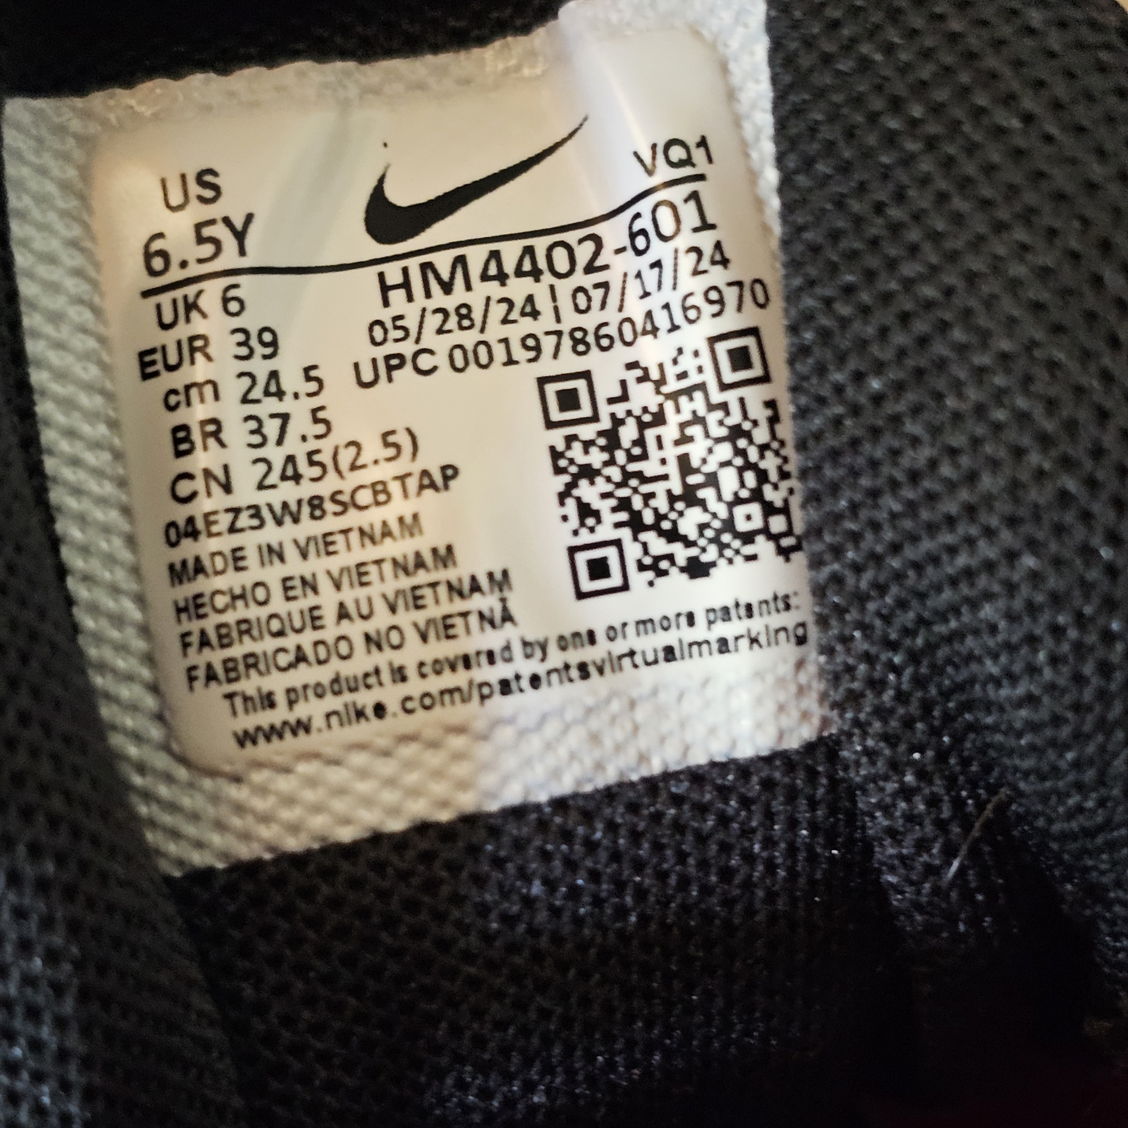 US
6.5Y
VQ1
UK 6
HM4402-601
EUR 39
05/28/24 | 07/17/24
cm 24.5
UPC 00197860416970
BR 37.5
CN 245(2.5)
04EZ3W8SCBTAP
MADE IN VIETNAM
HECHO EN VIETNAM
FABRIQUE AU VIETNAM
FABRICADO NO VIETNÃ
This product is covered by one or more patents:
www.nike.com/patentsvirtualmarking